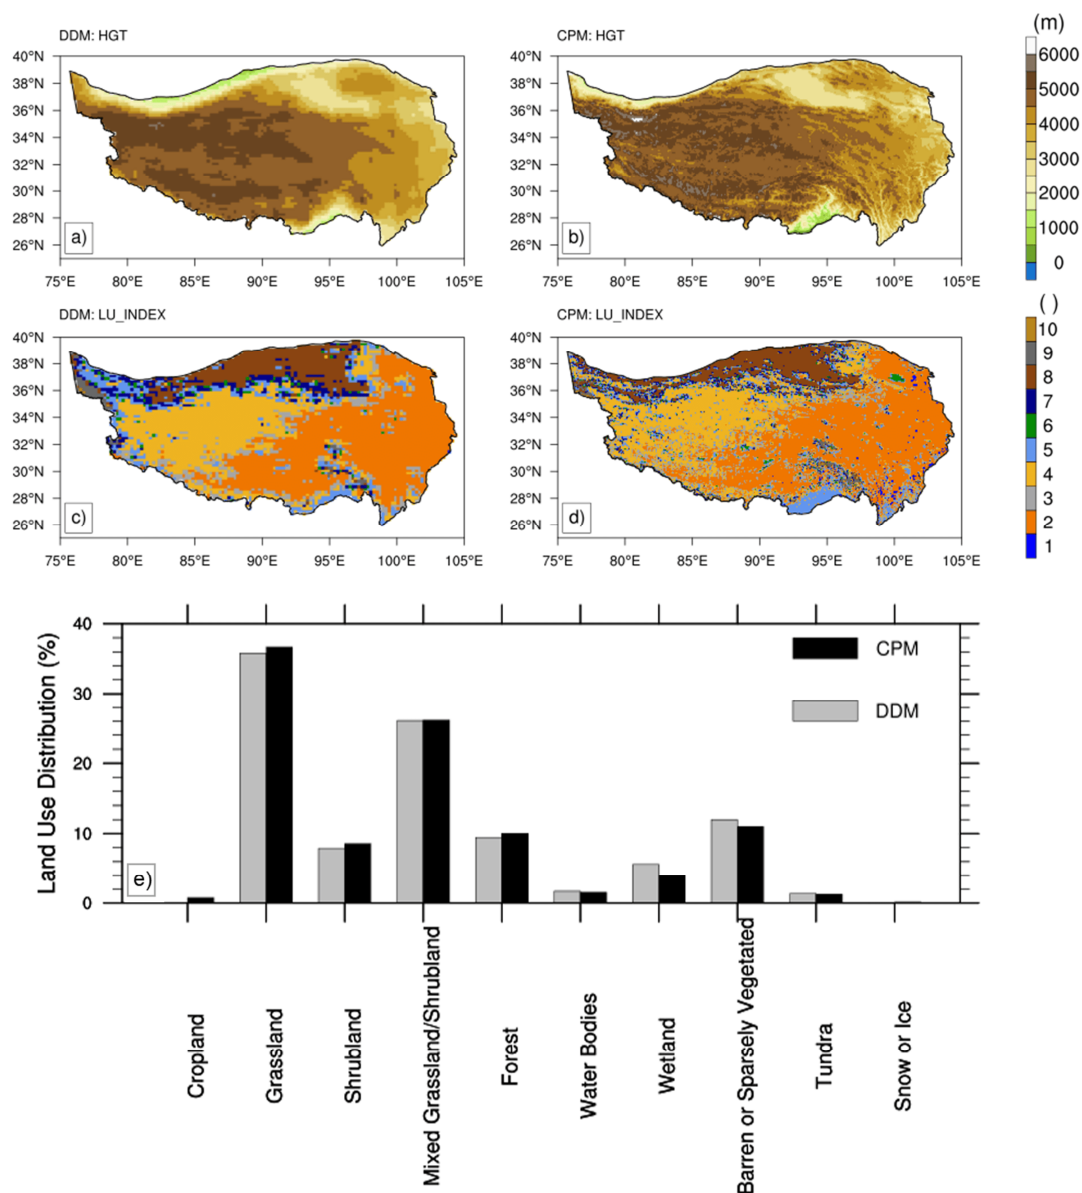 DDM: HGT
CPM: HGT
(m)
40°N
38°N
36°N
34°N
32°N
30°N
28°N
26°N
a)
75°E 80°E 85°E 90°E 95°E 100°E 105°E
40°N
38°N
36°N
34°N
32°N
30°N
28°N
26°N
b)
75°E 80°E 85°E 90°E 95°E 100°E 105°E
6000
5000
4000
3000
2000
1000
0
DDM: LU_INDEX
CPM: LU_INDEX
( )
40°N
38°N
36°N
34°N
32°N
30°N
28°N
26°N
c)
75°E 80°E 85°E 90°E 95°E 100°E 105°E
40°N
38°N
36°N
34°N
32°N
30°N
28°N
26°N
d)
75°E 80°E 85°E 90°E 95°E 100°E 105°E
10
9
8
7
6
5
4
3
2
1
Land Use Distribution (%)
40
30
20
10
0
CPM
DDM
e)
Cropland
Grassland
Shrubland
Mixed Grassland/Shrubland
Forest
Water Bodies
Wetland
Barren or Sparsely Vegetated
Tundra
Snow or Ice